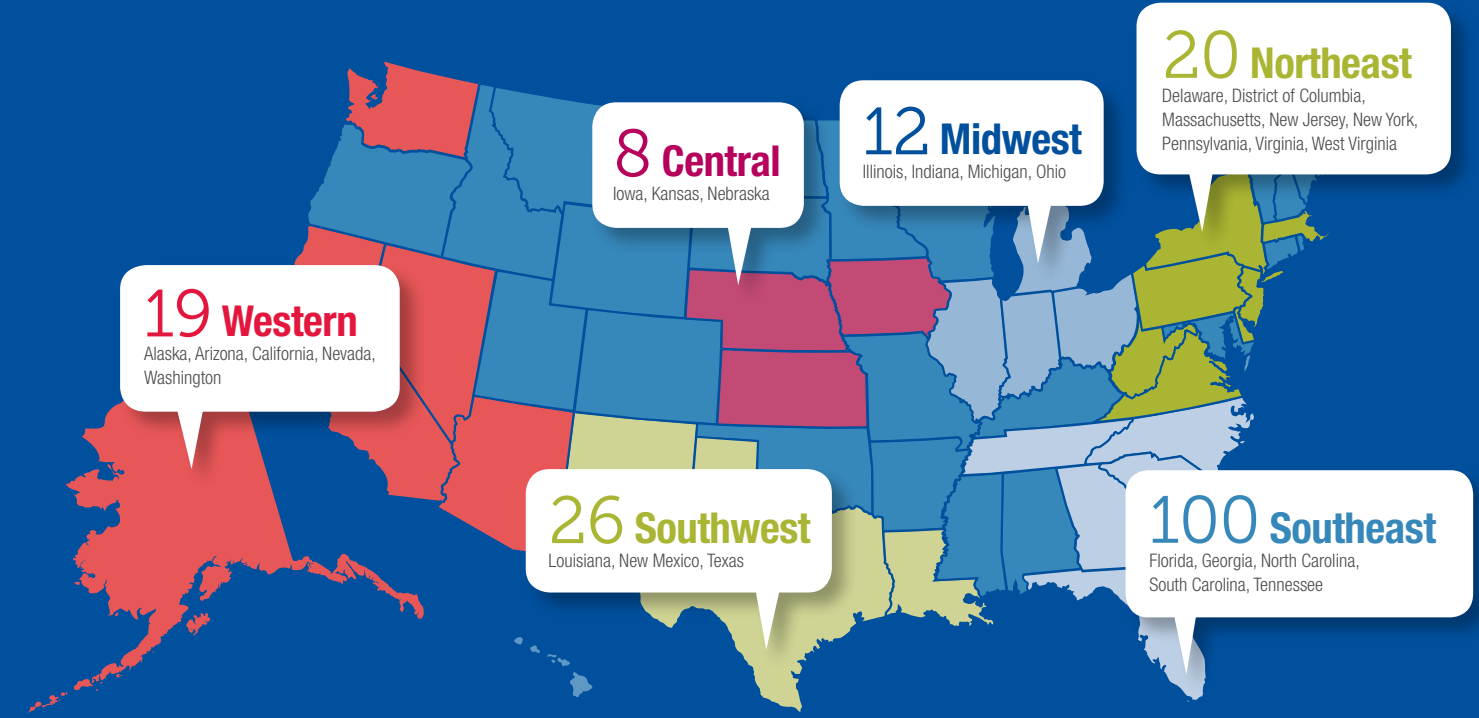 20 Northeast
Delaware, District of Columbia,
Massachusetts, New Jersey, New York,
Pennsylvania, Virginia, West Virginia
12 Midwest
Illinois, Indiana, Michigan, Ohio
8 Central
Iowa, Kansas, Nebraska
19 Western
Alaska, Arizona, California, Nevada,
Washington
26 Southwest
Louisiana, New Mexico, Texas
100 Southeast
Florida, Georgia, North Carolina,
South Carolina, Tennessee